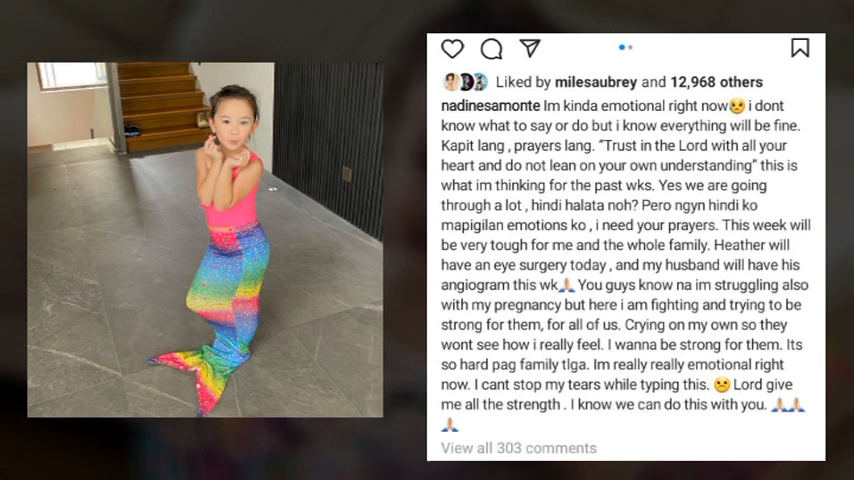 Liked by milesaubrey and 12,968 others
nadinesamonte Im kinda emotional right now😢 i dont
know what to say or do but i know everything will be fine.
Kapit lang , prayers lang. “Trust in the Lord with all your
heart and do not lean on your own understanding” this is
what im thinking for the past wks. Yes we are going
through a lot , hindi halata noh? Pero ngyn hindi ko
mapigilan emotions ko , i need your prayers. This week will
be very tough for me and the whole family. Heather will
have an eye surgery today , and my husband will have his
angiogram this wk🙏🏻 You guys know na im struggling also
with my pregnancy but here i am fighting and trying to be
strong for them, for all of us. Crying on my own so they
wont see how i really feel. I wanna be strong for them. Its
so hard pag family tlga. Im really really emotional right
now. I cant stop my tears while typing this. 😟 Lord give
me all the strength . I know we can do this with you. 🙏🏻🙏🏻
🙏🏻
View all 303 comments